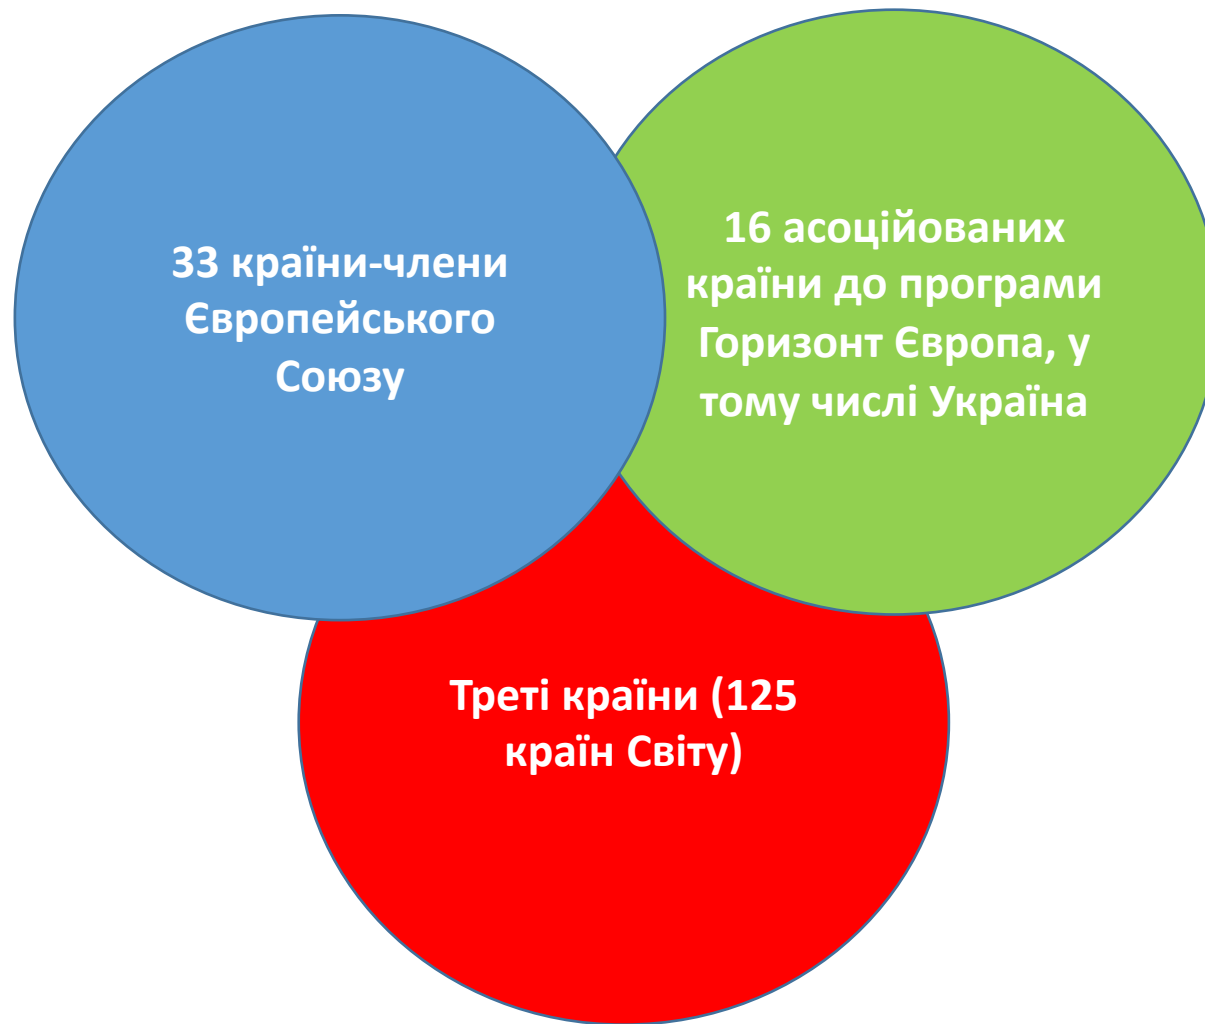 33 країни-члени
Європейського
Союзу
16 асоційованих
країни до програми
Горизонт Європа, у
тому числі Україна
Треті країни (125
країн Світу)